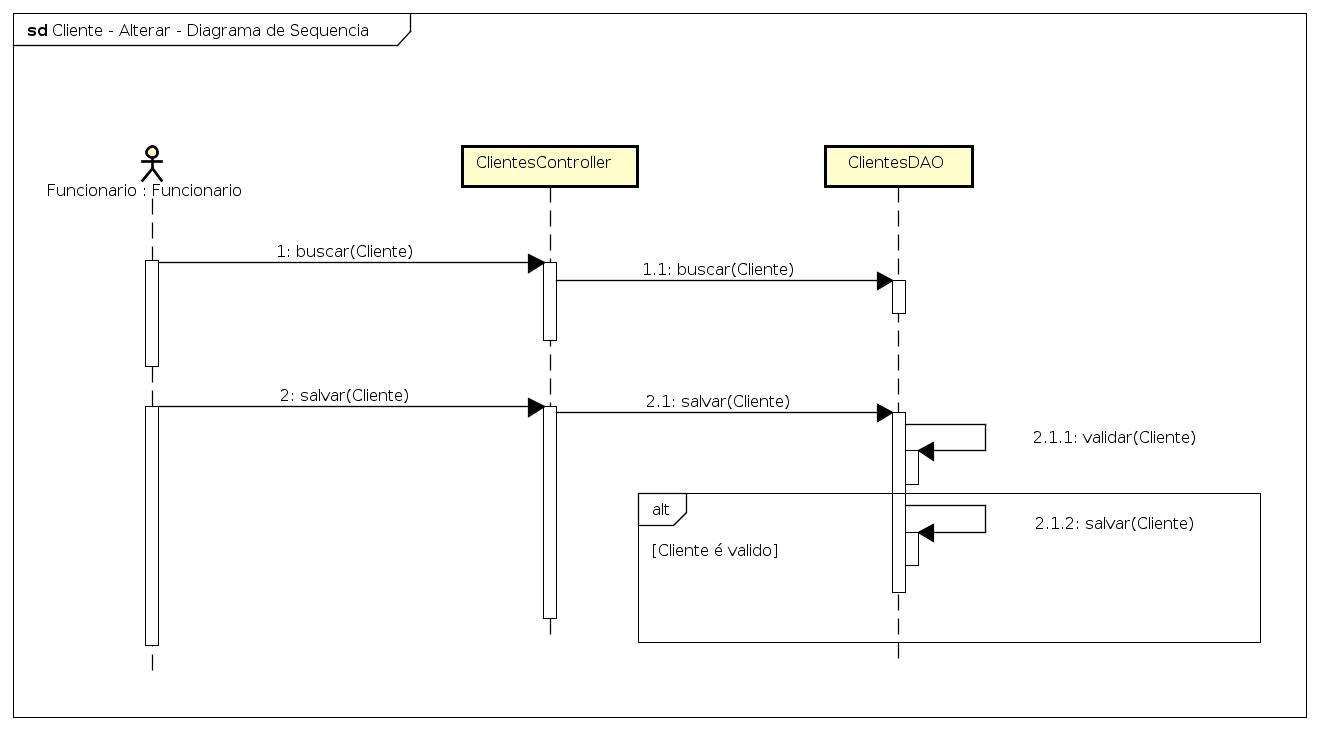 sd Cliente - Alterar - Diagrama de Sequencia
ClientesController
ClientesDAO
Funcionario : Funcionario
1: buscar(Cliente)
1.1: buscar(Cliente)
2: salvar(Cliente)
2.1: salvar(Cliente)
2.1.1: validar(Cliente)
alt
2.1.2: salvar(Cliente)
[Cliente é valido]